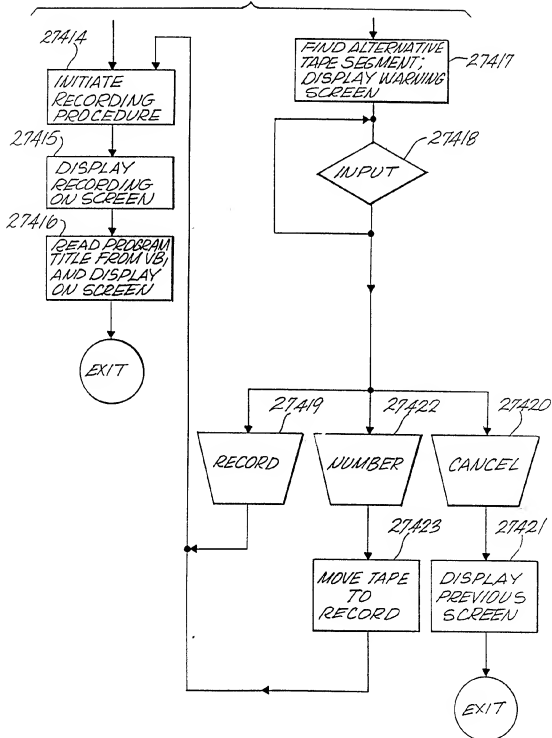 27414
INITIATE
RECORDING
PROCEDURE
27415
DISPLAY
RECORDING
ON SCREEN
27416
READ PROGRAM
TITLE FROM VBI
AND DISPLAY
ON SCREEN
EXIT
FIND ALTERNATIVE
TAPE SEGMENT;
DISPLAY WARNING
SCREEN
27417
INPUT
27418
27419
RECORD
27422
NUMBER
27420
CANCEL
27423
MOVE TAPE
TO
RECORD
27421
DISPLAY
PREVIOUS
SCREEN
EXIT